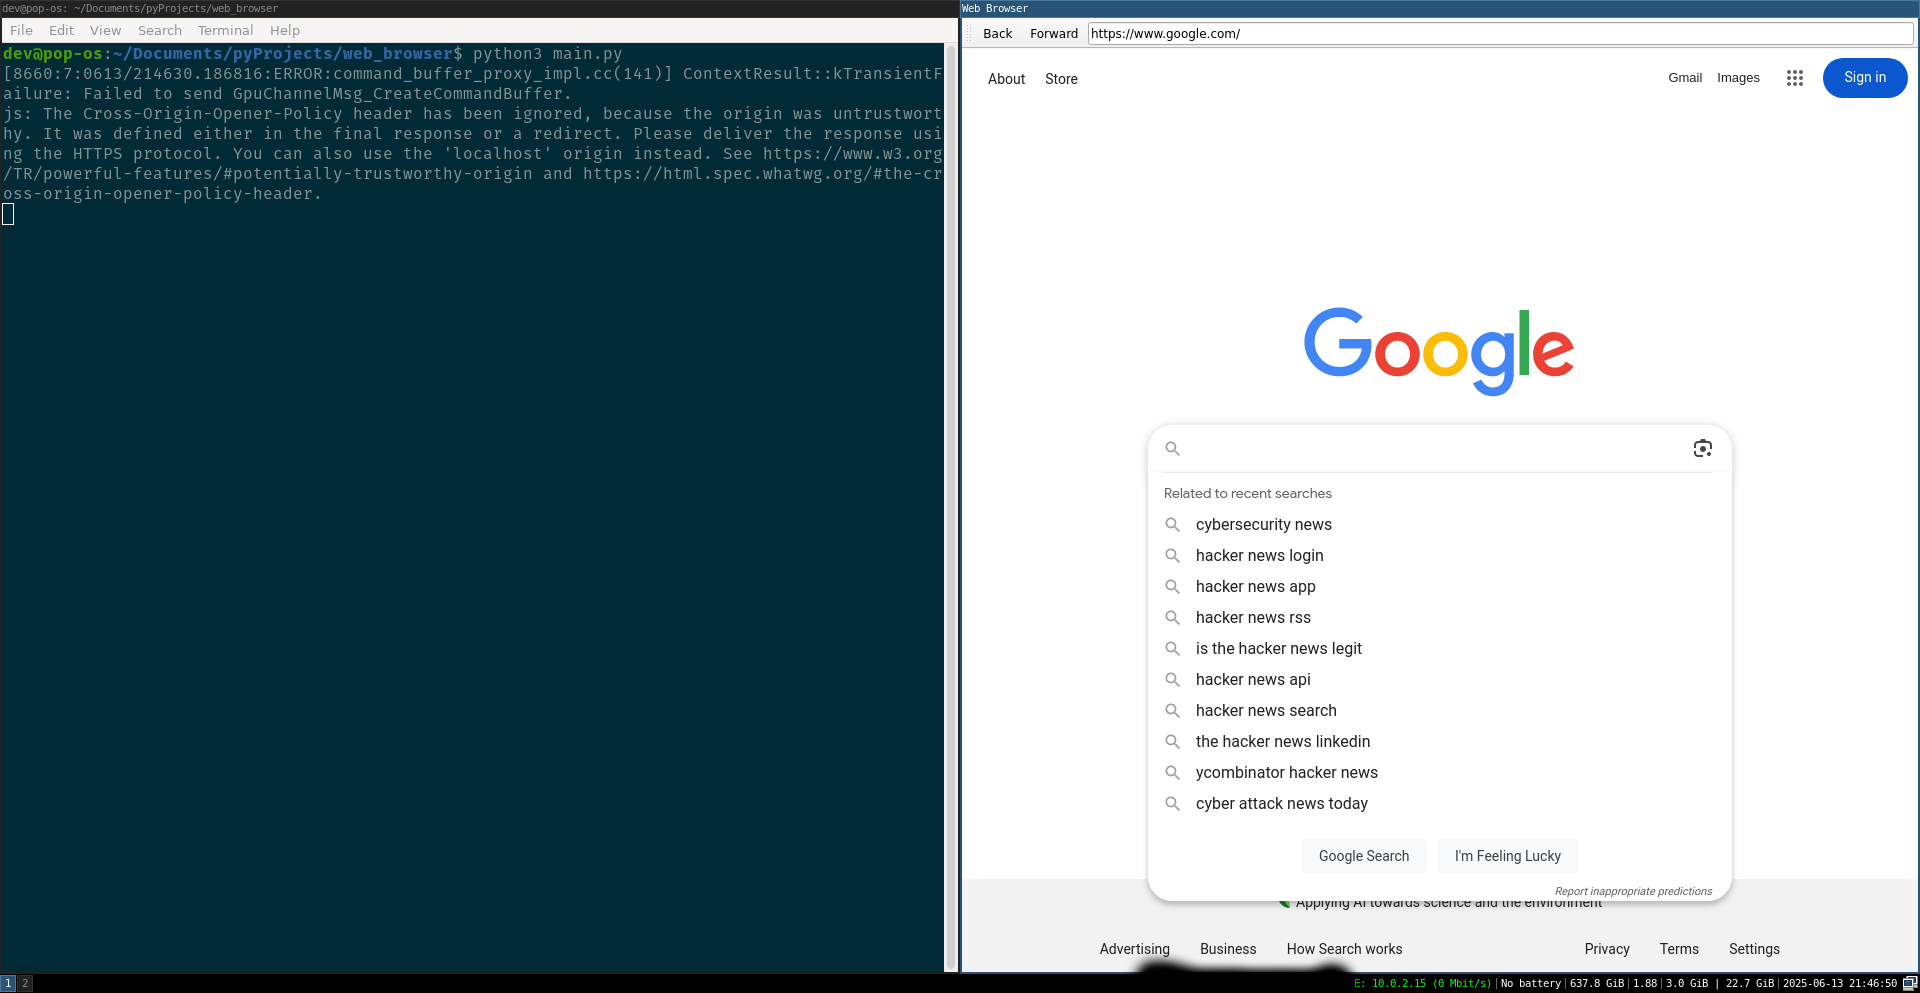 dev@pop-os: ~/Documents/pyProjects/web_browser
File Edit View Search Terminal Help
dev@pop-os:~/Documents/pyProjects/web_browser$ python3 main.py
[8660:7:0613/214630.186816:ERROR:command_buffer_proxy_impl.cc(141)] ContextResult::kTransientF
ailure: Failed to send GpuChannelMsg_CreateCommandBuffer.
js: The Cross-Origin-Opener-Policy header has been ignored, because the origin was untrustwort
hy. It was defined either in the final response or a redirect. Please deliver the response usi
ng the HTTPS protocol. You can also use the 'localhost' origin instead. See https://www.w3.org
/TR/powerful-features/#potentially-trustworthy-origin and https://html.spec.whatwg.org/#the-cr
oss-origin-opener-policy-header.
Web Browser
Back Forward https://www.google.com/
About Store Gmail Images Sign in
Google
Related to recent searches
cybersecurity news
hacker news login
hacker news app
hacker news rss
is the hacker news legit
hacker news api
hacker news search
the hacker news linkedin
ycombinator hacker news
cyber attack news today
Google Search I'm Feeling Lucky
Report inappropriate predictions
Applying AI towards science and the environment
Advertising Business How Search works Privacy Terms Settings
1 2 E: 10.0.2.15 (0 Mbit/s) No battery 637.8 GiB 1.88 3.0 GiB | 22.7 GiB 2025-06-13 21:46:50